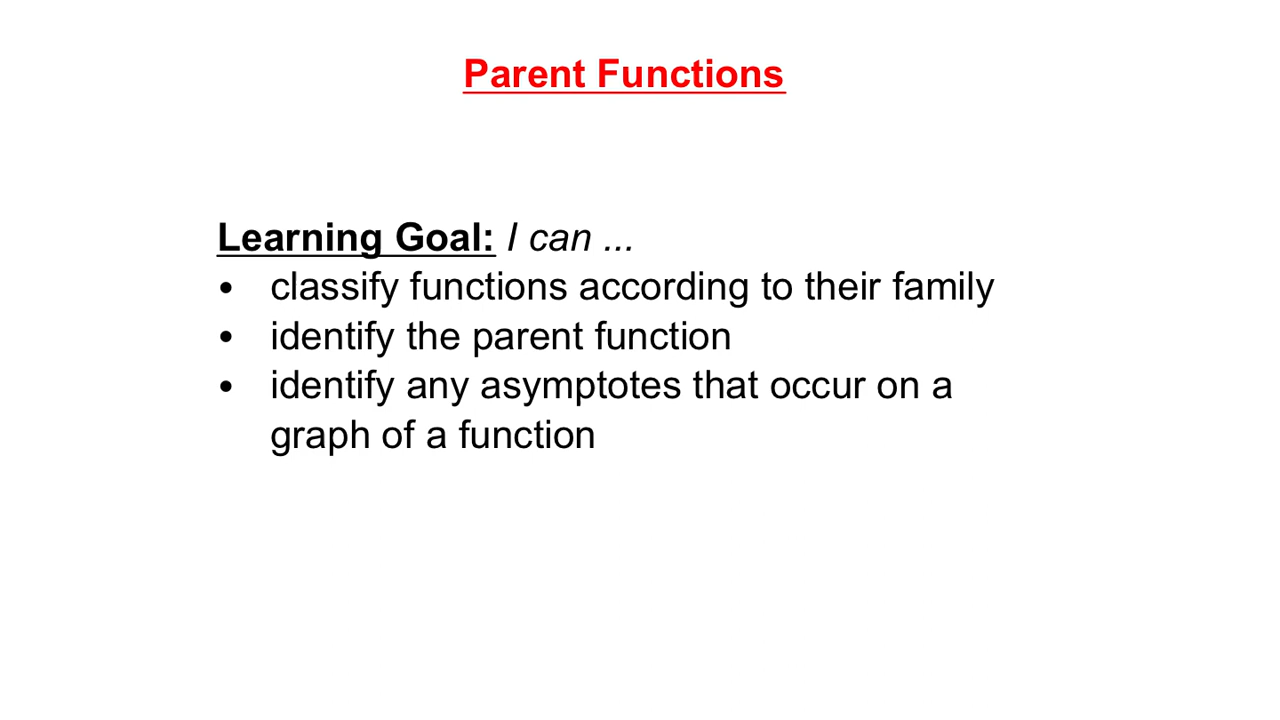 Parent Functions
Learning Goal: I can ...
• classify functions according to their family
• identify the parent function
• identify any asymptotes that occur on a
graph of a function